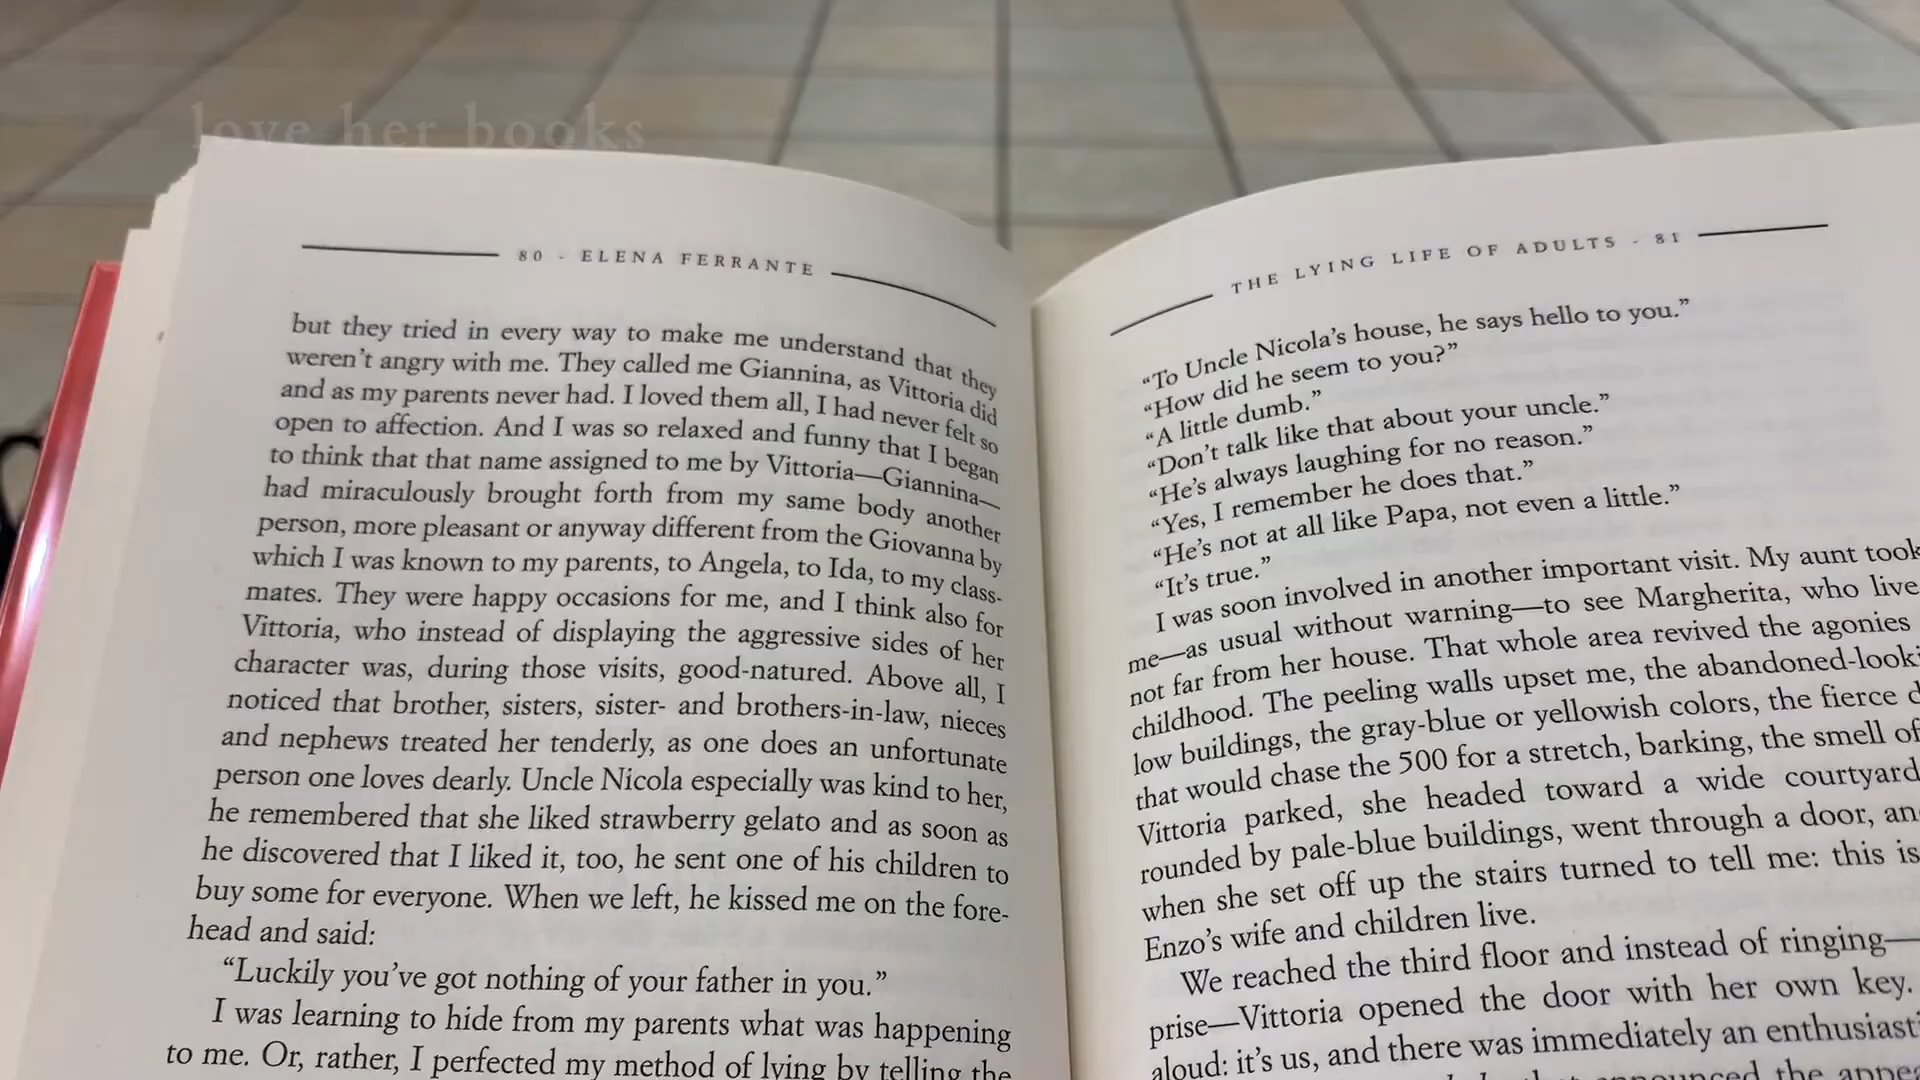 love her books
80 - ELENA FERRANTE
but they tried in every way to make me understand that they
weren't angry with me. They called me Giannina, as Vittoria did
and as my parents never had. I loved them all, I had never felt so
open to affection. And I was so relaxed and funny that I began
to think that that name assigned to me by Vittoria—Giannina—
had miraculously brought forth from my same body another
person, more pleasant or anyway different from the Giovanna by
which I was known to my parents, to Angela, to Ida, to my class-
mates. They were happy occasions for me, and I think also for
Vittoria, who instead of displaying the aggressive sides of her
character was, during those visits, good-natured. Above all, I
noticed that brother, sisters, sister- and brothers-in-law, nieces
and nephews treated her tenderly, as one does an unfortunate
person one loves dearly. Uncle Nicola especially was kind to her,
he remembered that she liked strawberry gelato and as soon as
he discovered that I liked it, too, he sent one of his children to
buy some for everyone. When we left, he kissed me on the fore-
head and said:
“Luckily you've got nothing of your father in you.”
I was learning to hide from my parents what was happening
to me. Or, rather, I perfected my method of lying by telling the
THE LYING LIFE OF ADULTS - 81
“To Uncle Nicola's house, he says hello to you.”
“How did he seem to you?”
“A little dumb.”
“Don't talk like that about your uncle.”
“He's always laughing for no reason.”
“Yes, I remember he does that.”
“He's not at all like Papa, not even a little.”
“It's true.”
I was soon involved in another important visit. My aunt took
me—as usual without warning—to see Margherita, who live
not far from her house. That whole area revived the agonies
childhood. The peeling walls upset me, the abandoned-looki
low buildings, the gray-blue or yellowish colors, the fierce d
that would chase the 500 for a stretch, barking, the smell of
Vittoria parked, she headed toward a wide courtyard
rounded by pale-blue buildings, went through a door, an
when she set off up the stairs turned to tell me: this is
Enzo's wife and children live.
We reached the third floor and instead of ringing—
prise—Vittoria opened the door with her own key.
aloud: it's us, and there was immediately an enthusiasti
the appea